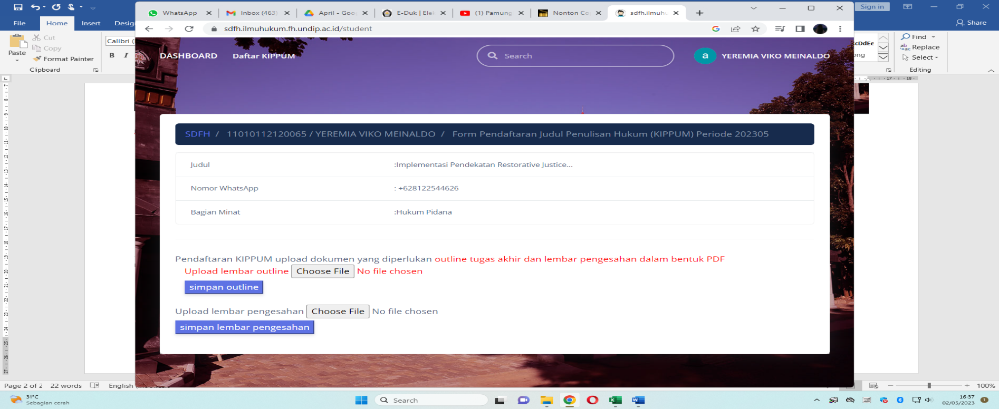 WhatsApp
Inbox (463)
April - Goo
E-Duk | Ele
(1) Pamung
Nonton Co
sdfh.ilmuhu
Sign in
File
Home
Insert
Desig
Share
sdfh.ilmuhukum.fh.undip.ac.id/student
Paste
Cut
Copy
Format Painter
Clipboard
Calibri (
B I
cDdEe
ong
Find
Replace
Select
Editing
DASHBOARD
Daftar KIPPUM
Search
a
YEREMIA VIKO MEINALDO
SDFH / 11010112120065 / YEREMIA VIKO MEINALDO / Form Pendaftaran Judul Penulisan Hukum (KIPPUM) Periode 202305
Judul :Implementasi Pendekatan Restorative Justice...
Nomor WhatsApp : +628122544626
Bagian Minat :Hukum Pidana
Pendaftaran KIPPUM upload dokumen yang diperlukan outline tugas akhir dan lembar pengesahan dalam bentuk PDF
Upload lembar outline Choose File No file chosen
simpan outline
Upload lembar pengesahan Choose File No file chosen
simpan lembar pengesahan
Page 2 of 2 22 words English
100%
31°C
Sebagian cerah
Search
16:37
02/05/2023
1